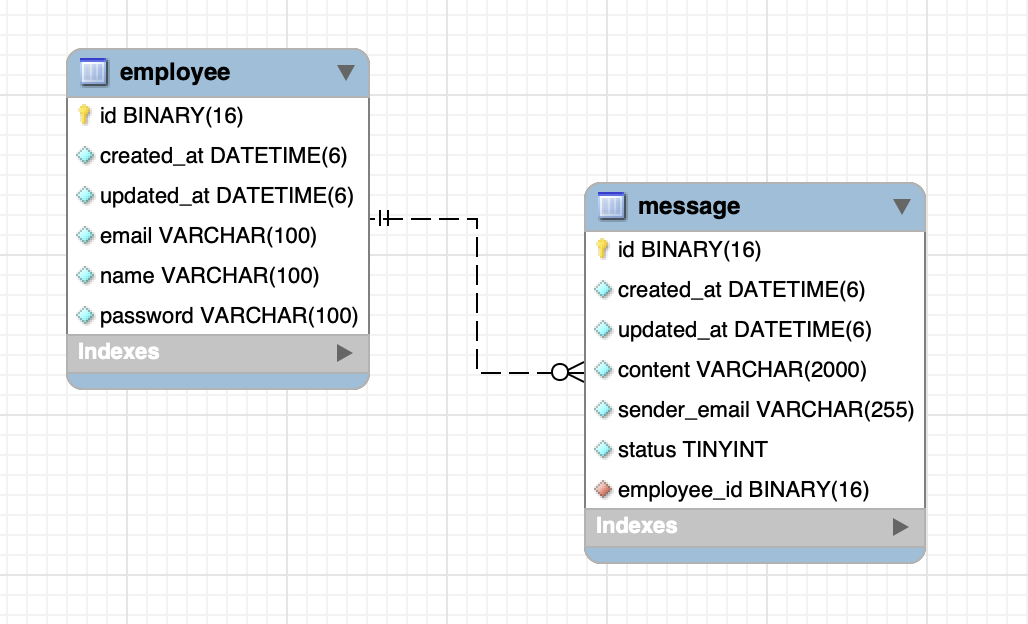 employee
id BINARY(16)
created_at DATETIME(6)
updated_at DATETIME(6)
email VARCHAR(100)
name VARCHAR(100)
password VARCHAR(100)
Indexes
message
id BINARY(16)
created_at DATETIME(6)
updated_at DATETIME(6)
content VARCHAR(2000)
sender_email VARCHAR(255)
status TINYINT
employee_id BINARY(16)
Indexes